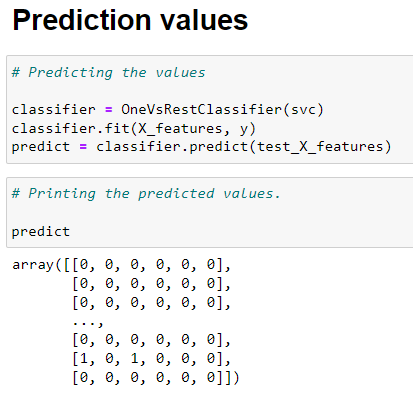 Prediction values
# Predicting the values
classifier = OneVsRestClassifier(svc)
classifier.fit(X_features, y)
predict = classifier.predict(test_X_features)
# Printing the predicted values.
predict
array([[0, 0, 0, 0, 0, 0],
[0, 0, 0, 0, 0, 0],
[0, 0, 0, 0, 0, 0],
...,
[0, 0, 0, 0, 0, 0],
[1, 0, 1, 0, 0, 0],
[0, 0, 0, 0, 0, 0]])